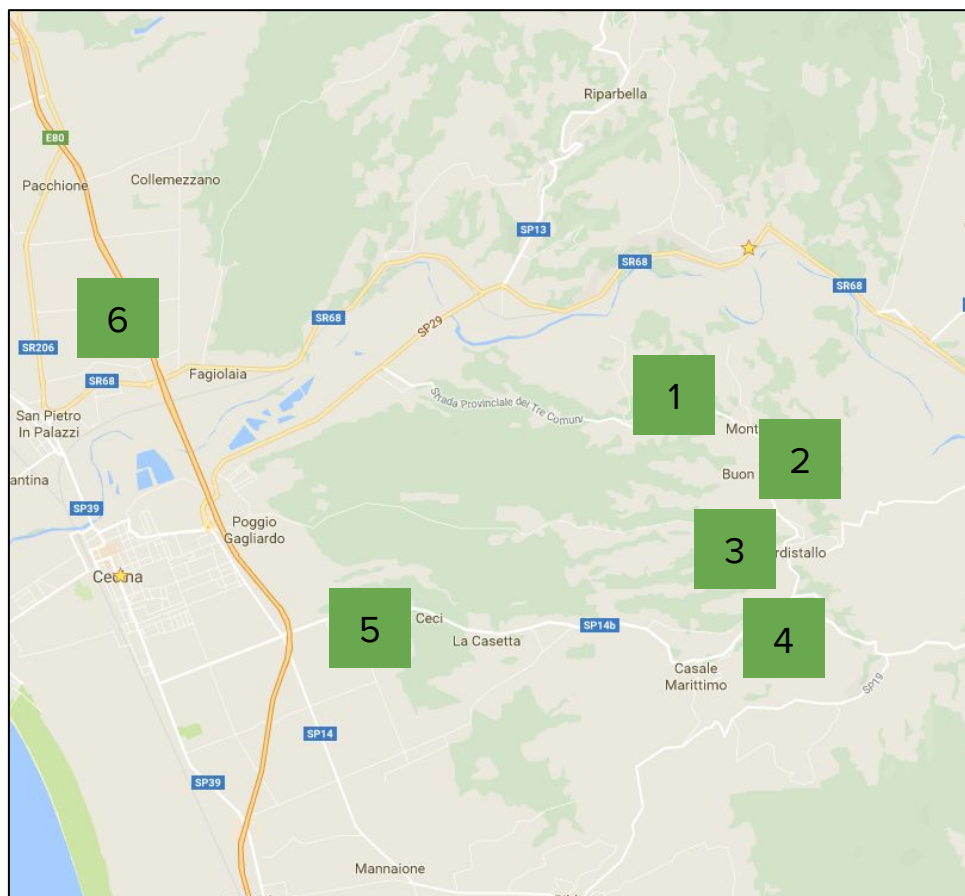 Riparbella
E80
Pacchione
Collemezzano
SP13
SR68
SR68
6
SR68
SP29
SR206
Fagiolaia
SR68
1
Strada Provinciale dei Tre Comuni
San Pietro
In Palazzi
Mont
2
Buon
antina
SP39
Poggio
Gagliardo
3
rdistallo
Cecina
5
Ceci
La Casetta
SP14b
4
Casale
Marittimo
SP19
SP14
SP39
Mannaione